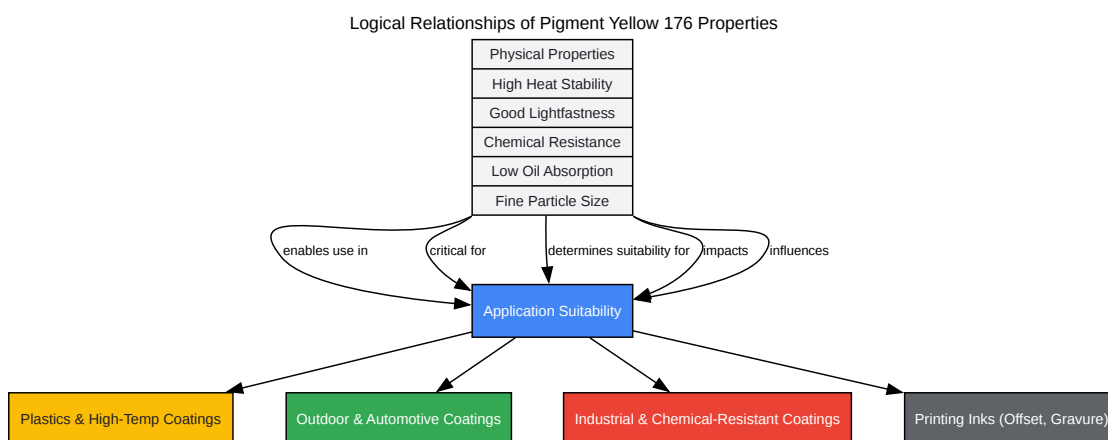 Logical Relationships of Pigment Yellow 176 Properties
Physical Properties
High Heat Stability
Good Lightfastness
Chemical Resistance
Low Oil Absorption
Fine Particle Size
enables use in
critical for
determines suitability for
impacts
influences
Application Suitability
Plastics & High-Temp Coatings
Outdoor & Automotive Coatings
Industrial & Chemical-Resistant Coatings
Printing Inks (Offset, Gravure)